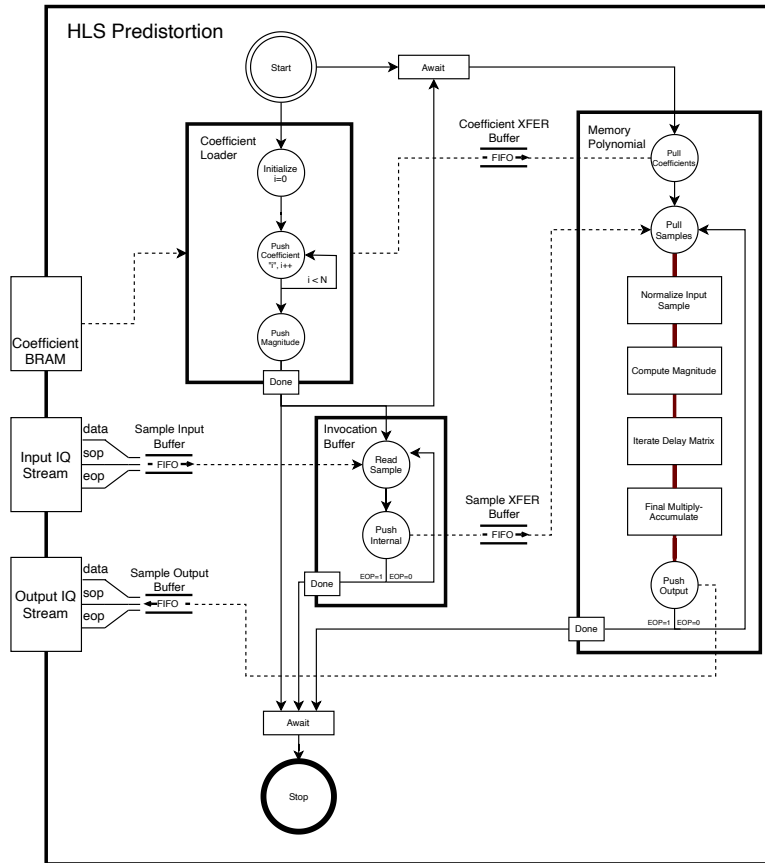 HLS Predistortion
Start
Await
Coefficient
Loader
Coefficient XFER
Buffer
FIFO
Memory
Polynomial
Initialize
i=0
Pull
Coefficients
Push
Coefficient
"i", i++
i < N
Pull
Samples
Push
Magnitude
Normalize Input
Sample
Coefficient
BRAM
Done
Compute Magnitude
Input IQ
Stream
data
sop
eop
Sample Input
Buffer
FIFO
Invocation
Buffer
Read
Sample
Iterate Delay Matrix
Sample XFER
Buffer
FIFO
Push
Internal
EOP=1
EOP=0
Done
Final Multiply-
Accumulate
Output IQ
Stream
data
sop
eop
Sample Output
Buffer
FIFO
Push
Output
EOP=1
EOP=0
Done
Await
Stop